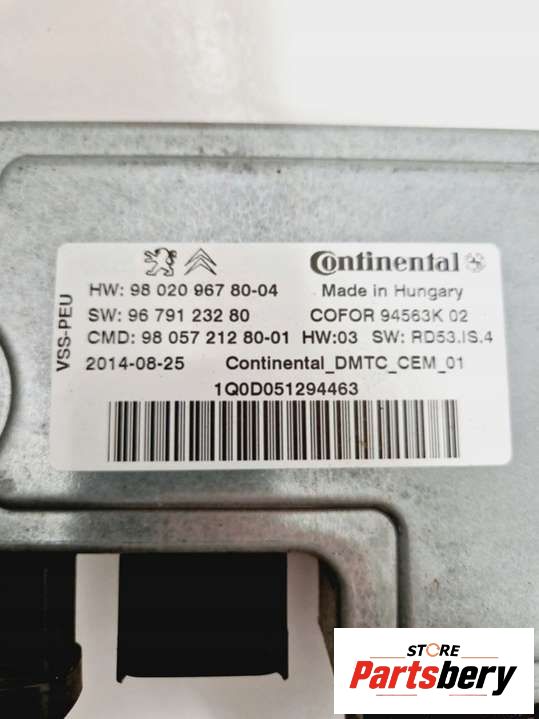 VSS-PEU
Continental
HW: 98 020 967 80-04 Made in Hungary
SW: 96 791 232 80 COFOR 94563K 02
CMD: 98 057 212 80-01 HW:03 SW: RD53.IS.4
2014-08-25 Continental_DMTC_CEM_01
1Q0D051294463
STORE
Partsbery